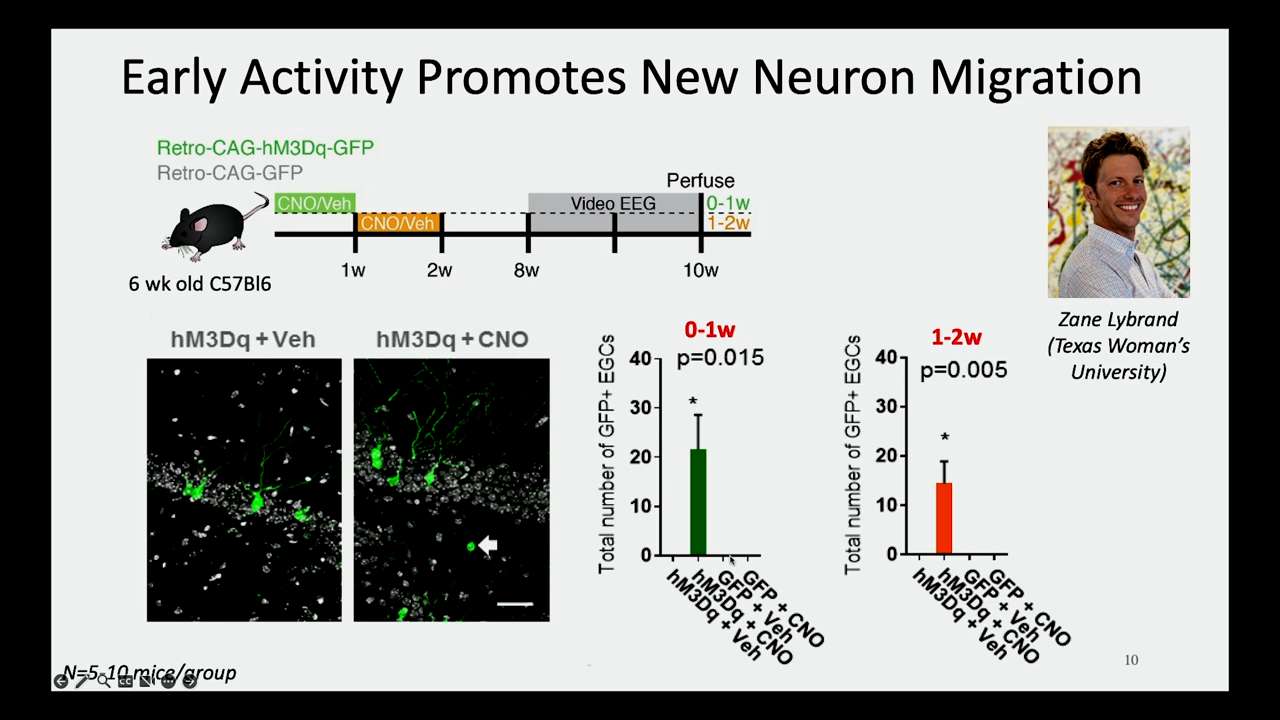 Early Activity Promotes New Neuron Migration
Retro-CAG-hM3Dq-GFP
Retro-CAG-GFP
Perfuse
CNO/Veh
Video EEG
0-1w
CNO/Veh
1-2w
1w
2w
8w
10w
6 wk old C57Bl6
Zane Lybrand
(Texas Woman's
University)
hM3Dq + Veh
hM3Dq + CNO
0-1w
p=0.015
Total number of GFP+ EGCs
40
30
20
10
0
*
hM3Dq + Veh
hM3Dq + CNO
GFP + Veh
GFP + CNO
1-2w
p=0.005
Total number of GFP+ EGCs
40
30
20
10
0
*
hM3Dq + Veh
hM3Dq + CNO
GFP + Veh
GFP + CNO
N=5-10 mice/group
CC
10